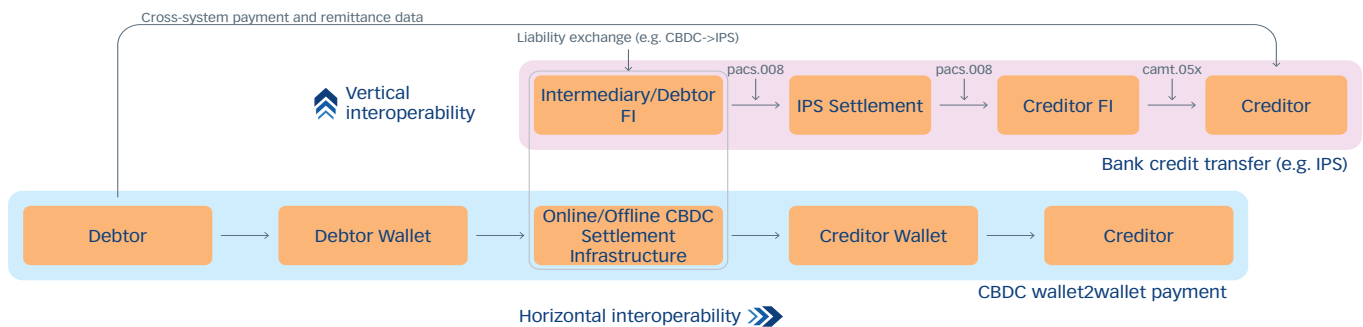 Cross-system payment and remittance data
Liability exchange (e.g. CBDC->IPS)
pacs.008
pacs.008
camt.05x
Vertical
interoperability
Intermediary/Debtor
FI
IPS Settlement
Creditor FI
Creditor
Bank credit transfer (e.g. IPS)
Debtor
Debtor Wallet
Online/Offline CBDC
Settlement
Infrastructure
Creditor Wallet
Creditor
CBDC wallet2wallet payment
Horizontal interoperability